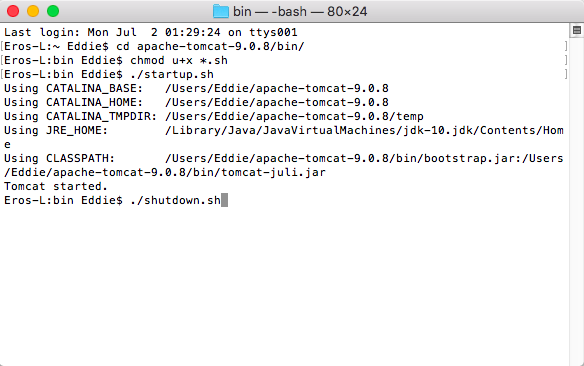 bin — -bash — 80×24
Last login: Mon Jul  2 01:29:24 on ttys001
[Eros-L:~ Eddie$ cd apache-tomcat-9.0.8/bin/ ]
[Eros-L:bin Eddie$ chmod u+x *.sh ]
[Eros-L:bin Eddie$ ./startup.sh ]
Using CATALINA_BASE:   /Users/Eddie/apache-tomcat-9.0.8
Using CATALINA_HOME:   /Users/Eddie/apache-tomcat-9.0.8
Using CATALINA_TMPDIR: /Users/Eddie/apache-tomcat-9.0.8/temp
Using JRE_HOME:        /Library/Java/JavaVirtualMachines/jdk-10.jdk/Contents/Hom
e
Using CLASSPATH:       /Users/Eddie/apache-tomcat-9.0.8/bin/bootstrap.jar:/Users
/Eddie/apache-tomcat-9.0.8/bin/tomcat-juli.jar
Tomcat started.
Eros-L:bin Eddie$ ./shutdown.sh